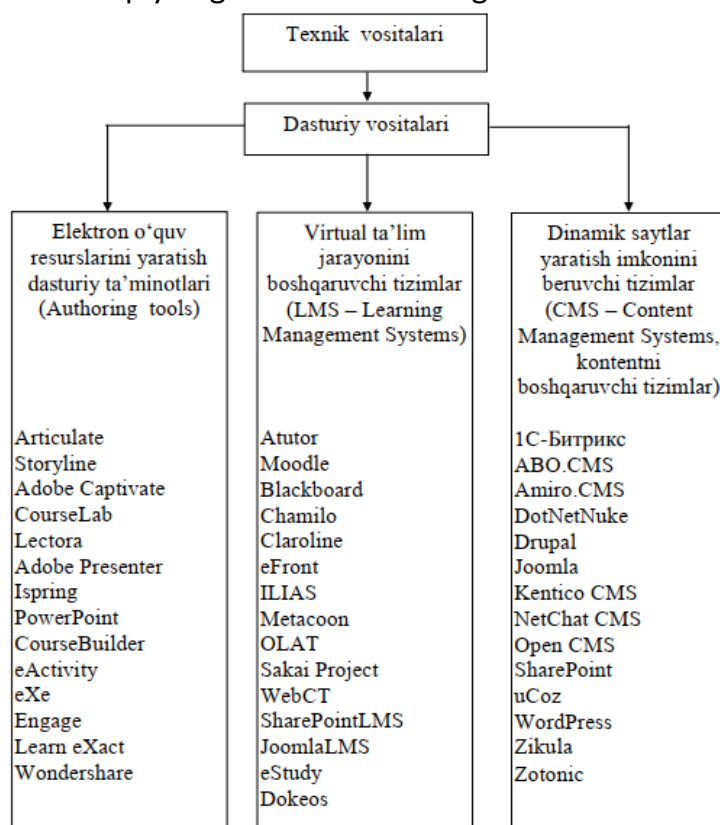 Texnik vositalari
Dasturiy vositalari
Elektron o‘quv
resurslarini yaratish
dasturiy ta’minotlari
(Authoring tools)
Articulate
Storyline
Adobe Captivate
CourseLab
Lectora
Adobe Presenter
Ispring
PowerPoint
CourseBuilder
eActivity
eXe
Engage
Learn eXact
Wondershare
Virtual ta’lim
jarayonini
boshqaruvchi tizimlar
(LMS – Learning
Management Systems)
Atutor
Moodle
Blackboard
Chamilo
Claroline
eFront
ILIAS
Metacoon
OLAT
Sakai Project
WebCT
SharePointLMS
JoomlaLMS
eStudy
Dokeos
Dinamik saytlar
yaratish imkonini
beruvchi tizimlar
(CMS – Content
Management Systems,
kontentni
boshqaruvchi tizimlar)
1С-Битрикс
ABO.CMS
Amiro.CMS
DotNetNuke
Drupal
Joomla
Kentico CMS
NetChat CMS
Open CMS
SharePoint
uCoz
WordPress
Zikula
Zotonic